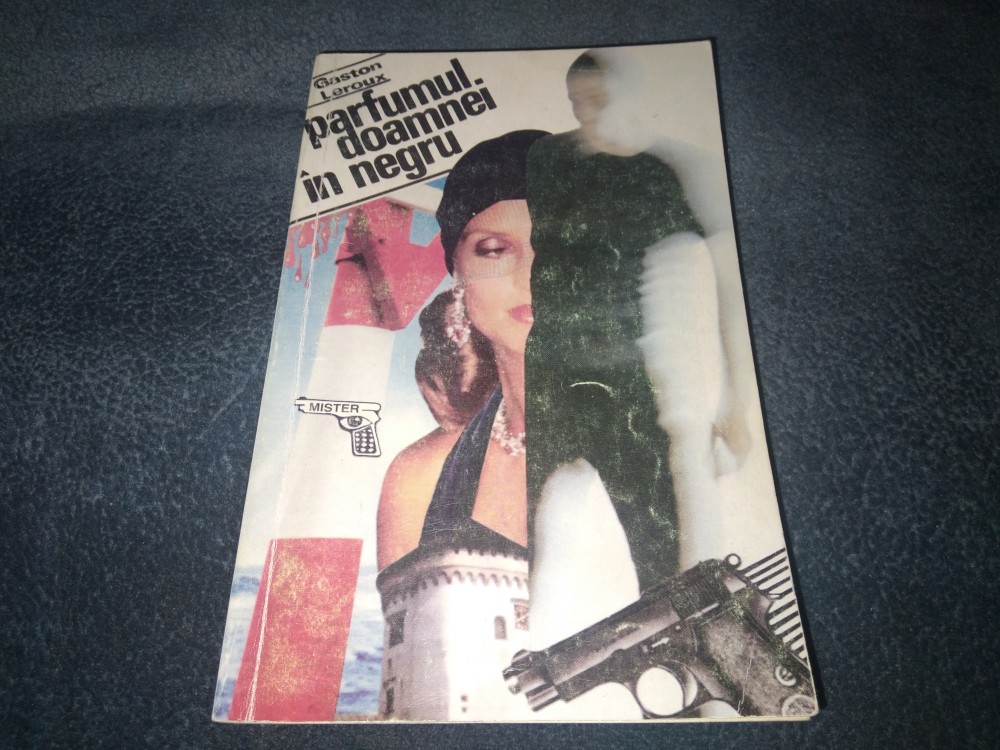 Gaston
Leroux
parfumul
doamnei
în negru
MISTER